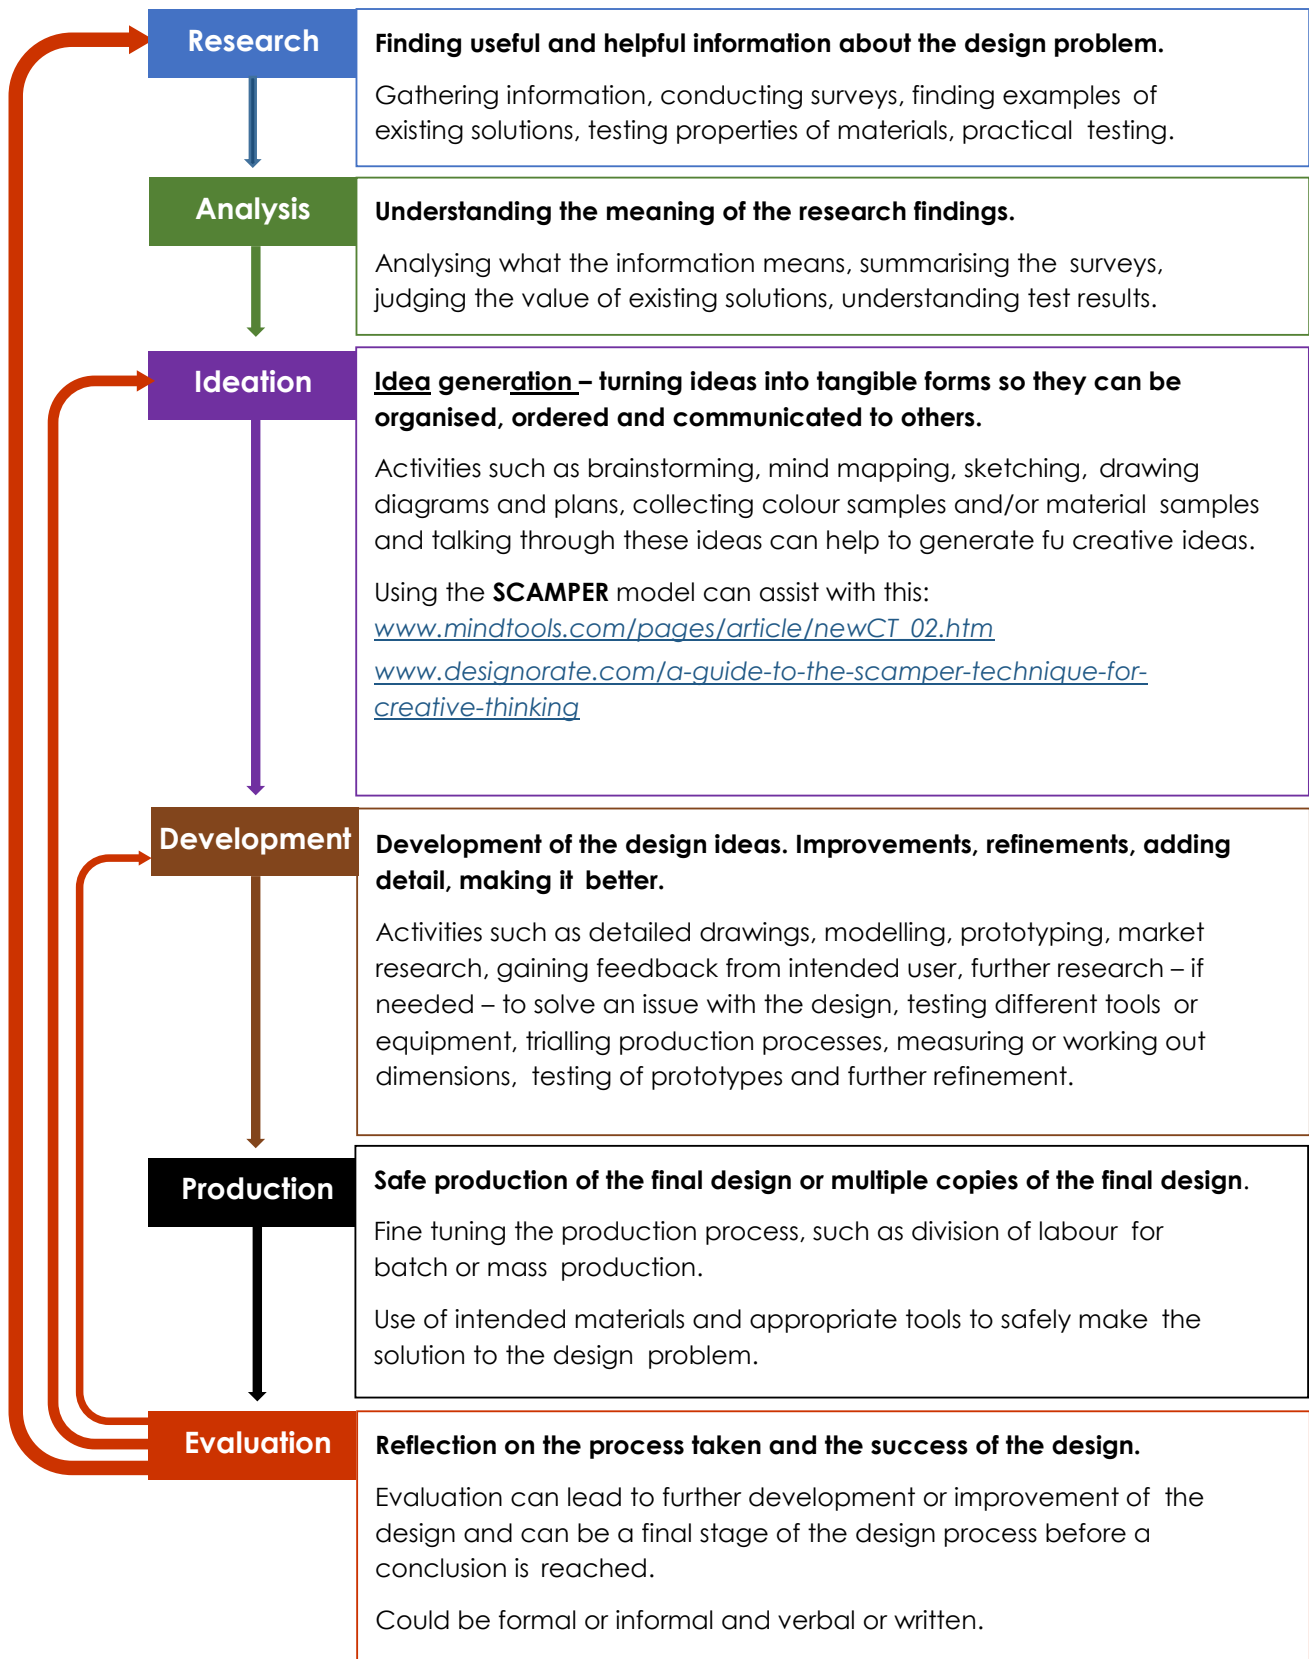 Research
Finding useful and helpful information about the design problem.
Gathering information, conducting surveys, finding examples of
existing solutions, testing properties of materials, practical testing.
Analysis
Understanding the meaning of the research findings.
Analysing what the information means, summarising the surveys,
judging the value of existing solutions, understanding test results.
Ideation
Idea generation – turning ideas into tangible forms so they can be
organised, ordered and communicated to others.
Activities such as brainstorming, mind mapping, sketching, drawing
diagrams and plans, collecting colour samples and/or material samples
and talking through these ideas can help to generate fu creative ideas.
Using the SCAMPER model can assist with this:
www.mindtools.com/pages/article/newCT_02.htm
www.designorate.com/a-guide-to-the-scamper-technique-for-
creative-thinking
Development
Development of the design ideas. Improvements, refinements, adding
detail, making it better.
Activities such as detailed drawings, modelling, prototyping, market
research, gaining feedback from intended user, further research – if
needed – to solve an issue with the design, testing different tools or
equipment, trialling production processes, measuring or working out
dimensions, testing of prototypes and further refinement.
Production
Safe production of the final design or multiple copies of the final design.
Fine tuning the production process, such as division of labour for
batch or mass production.
Use of intended materials and appropriate tools to safely make the
solution to the design problem.
Evaluation
Reflection on the process taken and the success of the design.
Evaluation can lead to further development or improvement of the
design and can be a final stage of the design process before a
conclusion is reached.
Could be formal or informal and verbal or written.